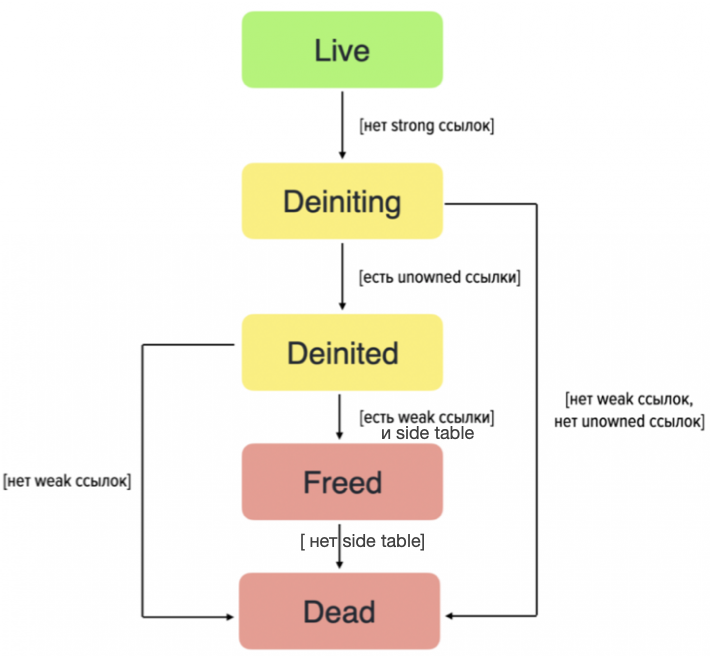 Live
[нет strong ссылок]
Deiniting
[есть unowned ссылки]
Deinited
[есть weak ссылки]
и side table
[нет weak ссылок,
нет unowned ссылок]
[нет weak ссылок]
Freed
[ нет side table]
Dead